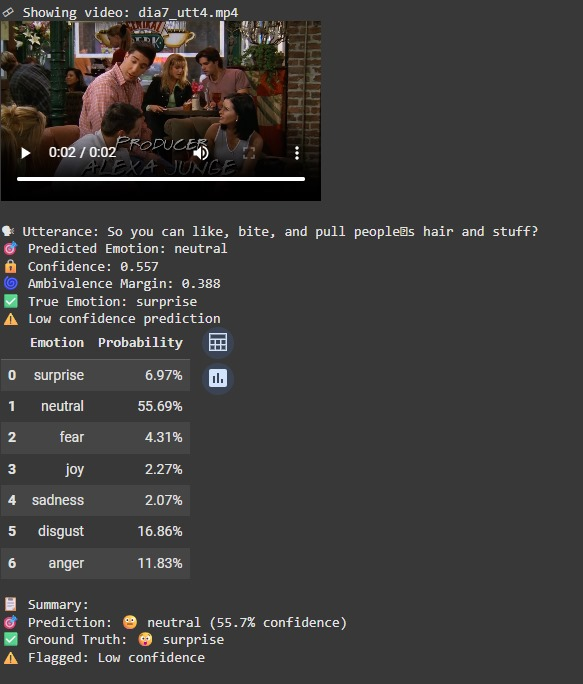 🔗 Showing video: dia7_utt4.mp4
PRODUCER
ALEXA JUNGE
0:02 / 0:02
🗣 Utterance: So you can like, bite, and pull people�s hair and stuff?
🎯 Predicted Emotion: neutral
🔒 Confidence: 0.557
🌀 Ambivalence Margin: 0.388
✅ True Emotion: surprise
⚠ Low confidence prediction
Emotion Probability
0 surprise 6.97%
1 neutral 55.69%
2 fear 4.31%
3 joy 2.27%
4 sadness 2.07%
5 disgust 16.86%
6 anger 11.83%
📋 Summary:
🎯 Prediction: 😐 neutral (55.7% confidence)
✅ Ground Truth: 😲 surprise
⚠ Flagged: Low confidence